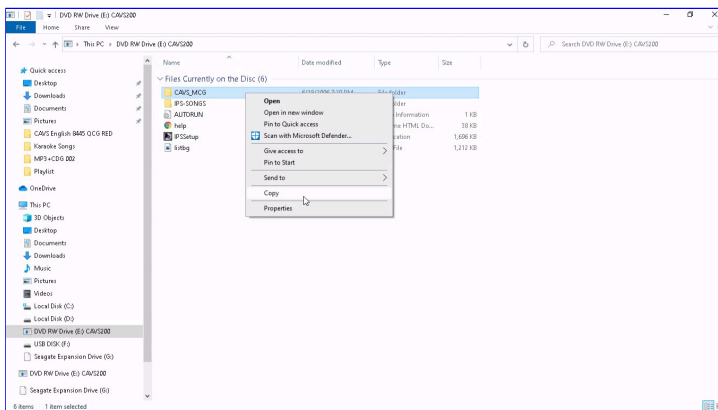 DVD RW Drive (E:) CAVS200
File Home Share View
This PC > DVD RW Drive (E:) CAVS200
Search DVD RW Drive (E:) CAVS200
Name Date modified Type Size
Quick access
Desktop
Downloads
Documents
Pictures
CAVS English 8445 QCG RED
Karaoke Songs
MP3+CDG 002
Playlist
OneDrive
This PC
3D Objects
Desktop
Documents
Downloads
Music
Pictures
Videos
Local Disk (C:)
Local Disk (D:)
DVD RW Drive (E:) CAVS200
USB DISK (F:)
Seagate Expansion Drive (G:)
DVD RW Drive (E:) CAVS200
Seagate Expansion Drive (G:)
Files Currently on the Disc (6)
CAVS_MCG
IPS-SONGS
AUTORUN Information 1 KB
help me HTML Do... 38 KB
IPSSetup 1,696 KB
listbg File 1,212 KB
Open
Open in new window
Pin to Quick access
Scan with Microsoft Defender...
Give access to
Pin to Start
Send to
Copy
Properties
6 items 1 item selected